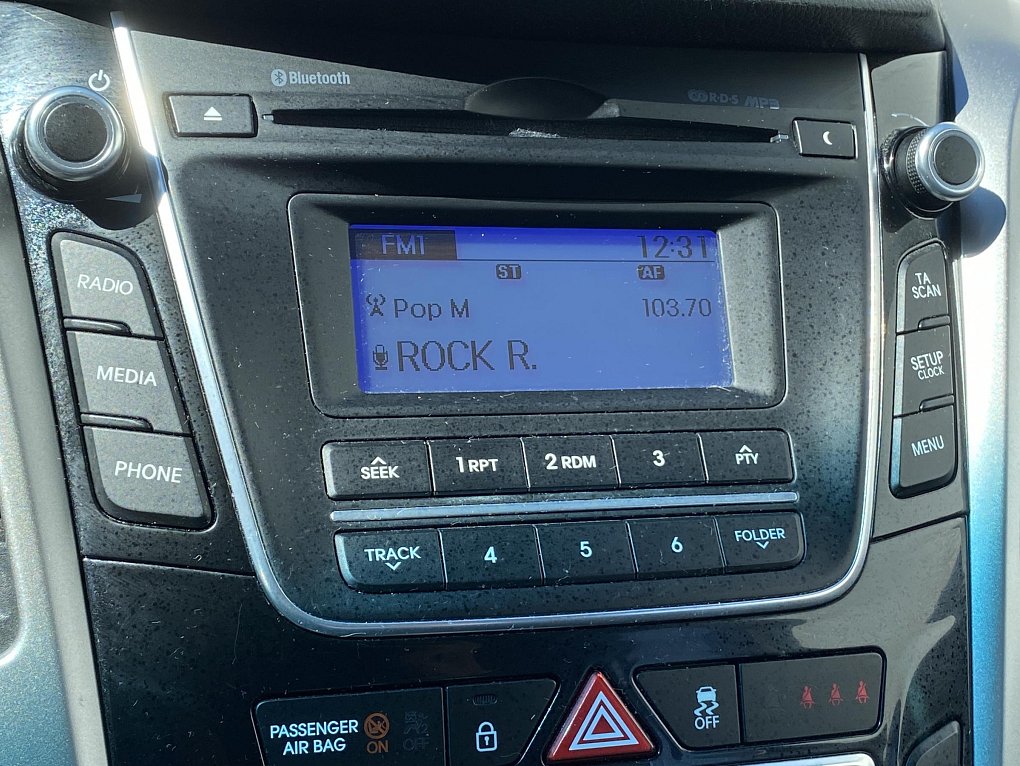 Bluetooth
R·D·S MP3
FM1 12:31
ST AF
Pop M 103.70
ROCK R.
RADIO
MEDIA
PHONE
TA
SCAN
SETUP
CLOCK
MENU
SEEK 1 RPT 2 RDM 3 PTY
TRACK 4 5 6 FOLDER
PASSENGER
AIR BAG
ON
OFF
OFF